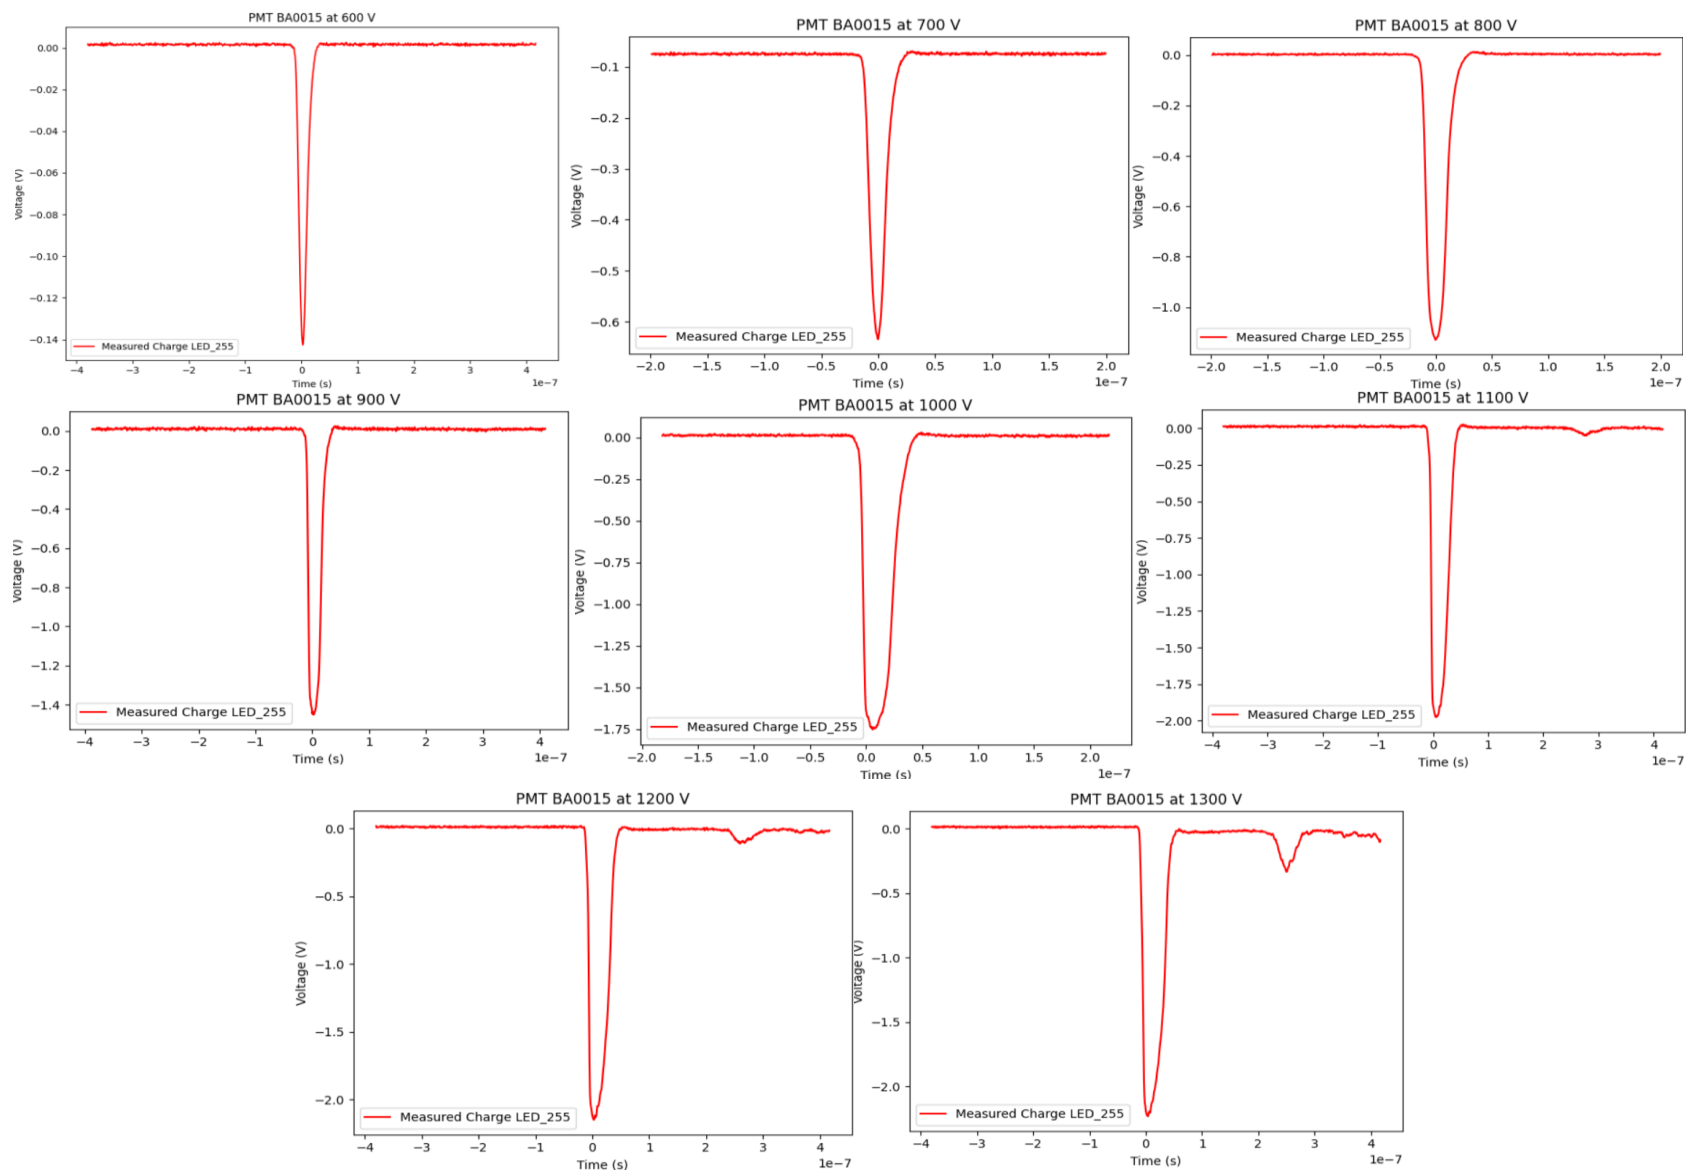 PMT BA0015 at 600 V
0.00
−0.02
−0.04
−0.06
−0.08
−0.10
−0.12
−0.14
Voltage (V)
Measured Charge LED_255
−4 −3 −2 −1 0 1 2 3 4
Time (s)
1e−7
PMT BA0015 at 700 V
−0.1
−0.2
−0.3
−0.4
−0.5
−0.6
Voltage (V)
Measured Charge LED_255
−2.0 −1.5 −1.0 −0.5 0.0 0.5 1.0 1.5 2.0
Time (s)
1e−7
PMT BA0015 at 800 V
0.0
−0.2
−0.4
−0.6
−0.8
−1.0
Voltage (V)
Measured Charge LED_255
−2.0 −1.5 −1.0 −0.5 0.0 0.5 1.0 1.5 2.0
Time (s)
1e−7
PMT BA0015 at 900 V
0.0
−0.2
−0.4
−0.6
−0.8
−1.0
−1.2
−1.4
Voltage (V)
Measured Charge LED_255
−4 −3 −2 −1 0 1 2 3 4
Time (s)
1e−7
PMT BA0015 at 1000 V
0.00
−0.25
−0.50
−0.75
−1.00
−1.25
−1.50
−1.75
Voltage (V)
Measured Charge LED_255
−2.0 −1.5 −1.0 −0.5 0.0 0.5 1.0 1.5 2.0
Time (s)
1e−7
PMT BA0015 at 1100 V
0.00
−0.25
−0.50
−0.75
−1.00
−1.25
−1.50
−1.75
−2.00
Voltage (V)
Measured Charge LED_255
−4 −3 −2 −1 0 1 2 3 4
Time (s)
1e−7
PMT BA0015 at 1200 V
0.0
−0.5
−1.0
−1.5
−2.0
Voltage (V)
Measured Charge LED_255
−4 −3 −2 −1 0 1 2 3 4
Time (s)
1e−7
PMT BA0015 at 1300 V
0.0
−0.5
−1.0
−1.5
−2.0
Voltage (V)
Measured Charge LED_255
−4 −3 −2 −1 0 1 2 3 4
Time (s)
1e−7